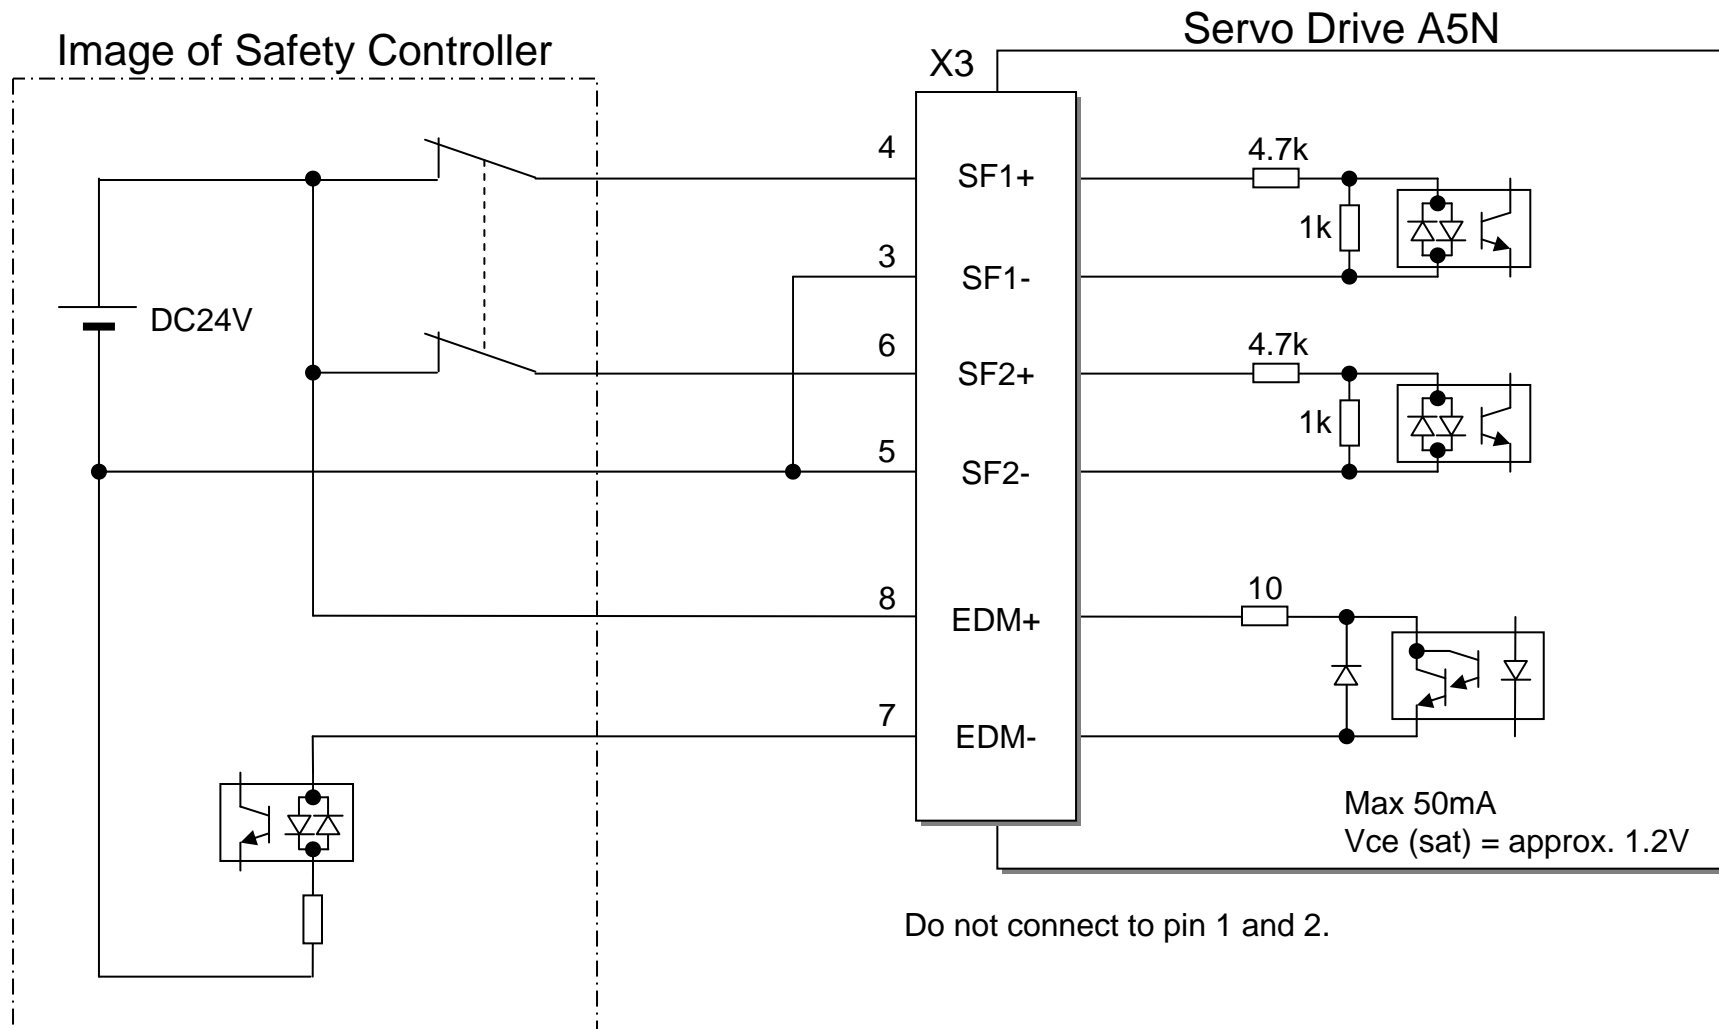 Image of Safety Controller
Servo Drive A5N
X3
4
SF1+
4.7k
1k
3
SF1-
DC24V
6
SF2+
4.7k
1k
5
SF2-
8
EDM+
10
7
EDM-
Max 50mA
Vce (sat) = approx. 1.2V
Do not connect to pin 1 and 2.